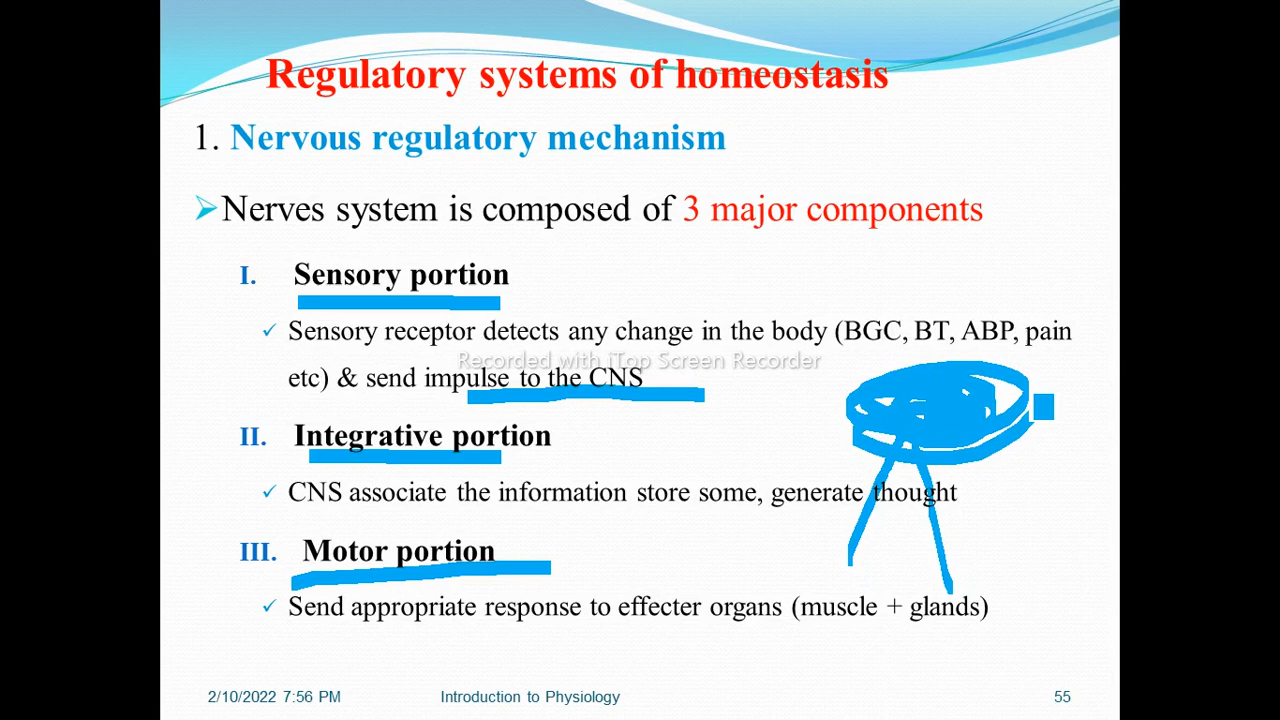 Regulatory systems of homeostasis
1. Nervous regulatory mechanism
Nerves system is composed of 3 major components
I. Sensory portion
Sensory receptor detects any change in the body (BGC, BT, ABP, pain
Recorded with iTop Screen Recorder
etc) & send impulse to the CNS
II. Integrative portion
CNS associate the information store some, generate thought
III. Motor portion
Send appropriate response to effecter organs (muscle + glands)
2/10/2022 7:56 PM Introduction to Physiology 55